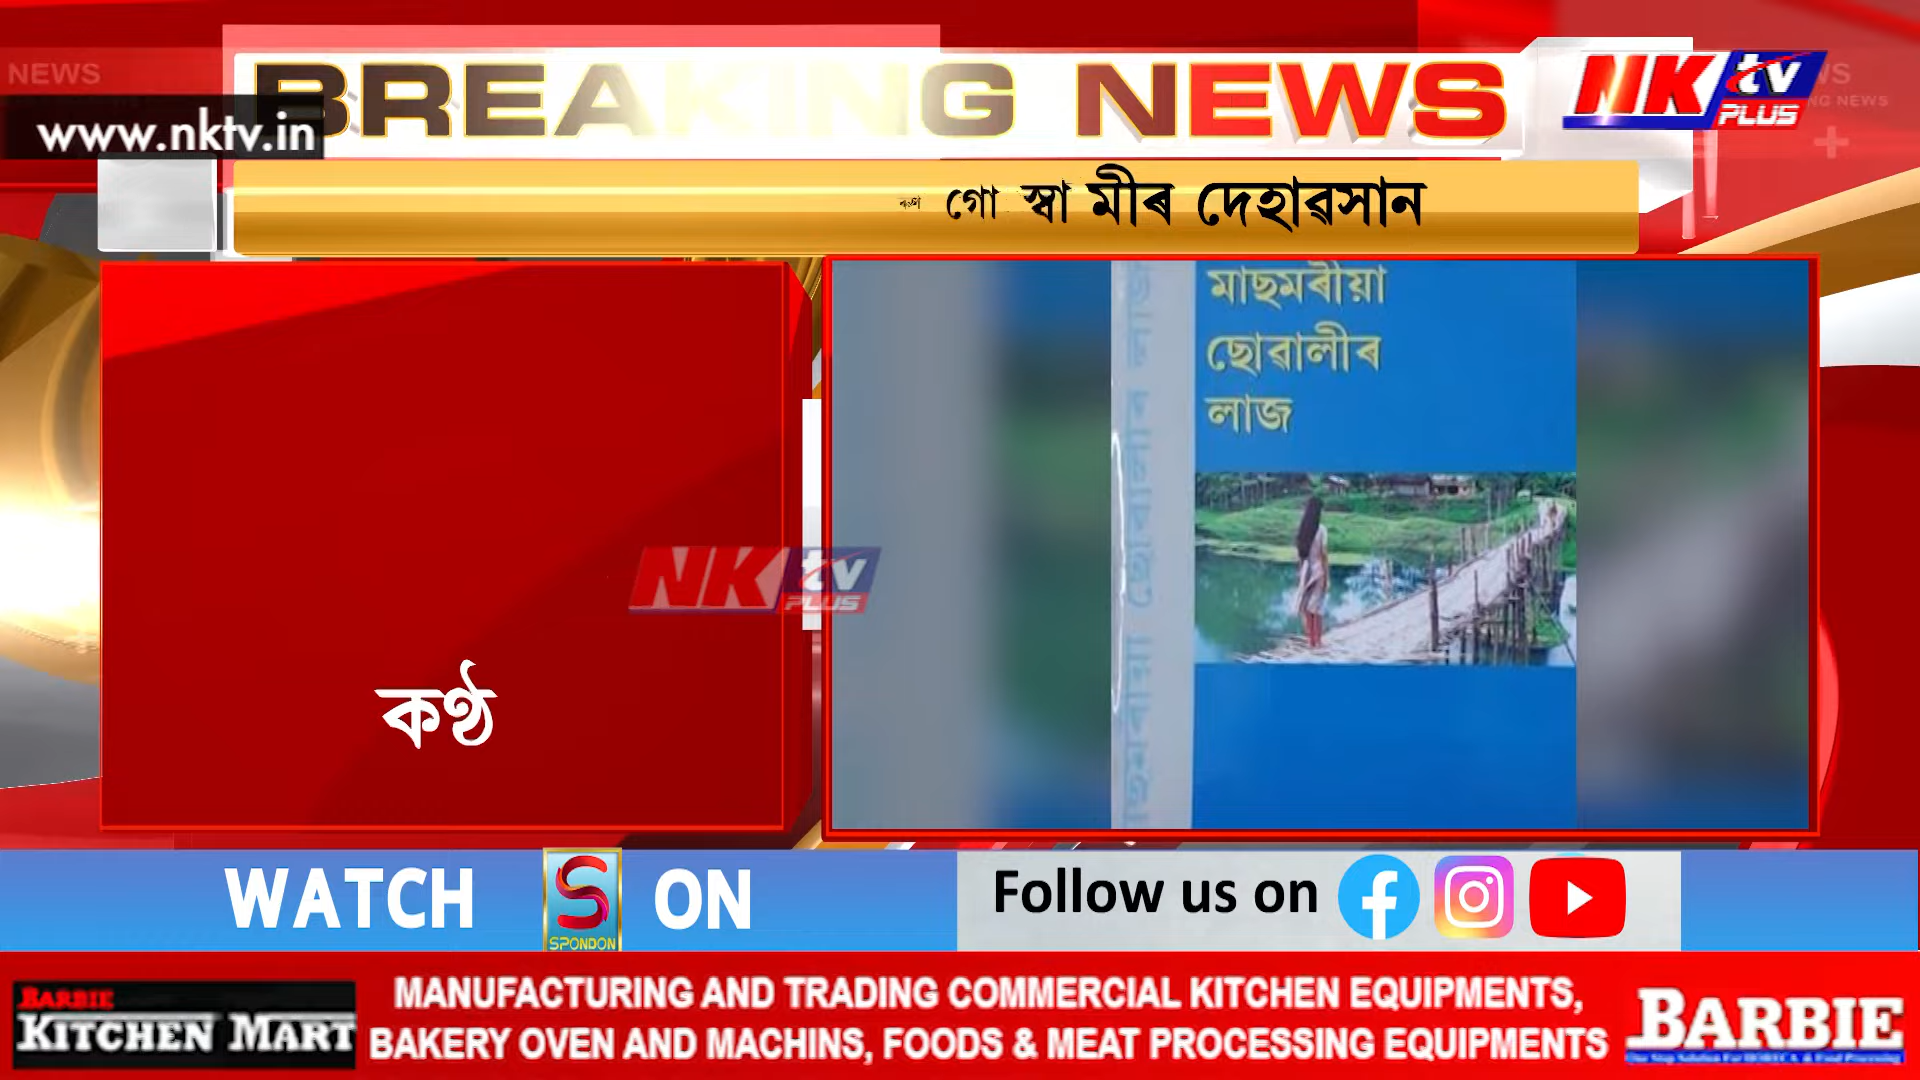 NEWS
BREAKING NEWS
NK tv PLUS
www.nktv.in
গোস্বামীৰ দেহাৱসান
মাছমৰীয়া
ছোৱালীৰ
লাজ
NK tv PLUS
কণ্ঠ
WATCH S SPONDON ON
Follow us on
BARBIE
KITCHEN MART
MANUFACTURING AND TRADING COMMERCIAL KITCHEN EQUIPMENTS,
BAKERY OVEN AND MACHINS, FOODS & MEAT PROCESSING EQUIPMENTS
BARBIE